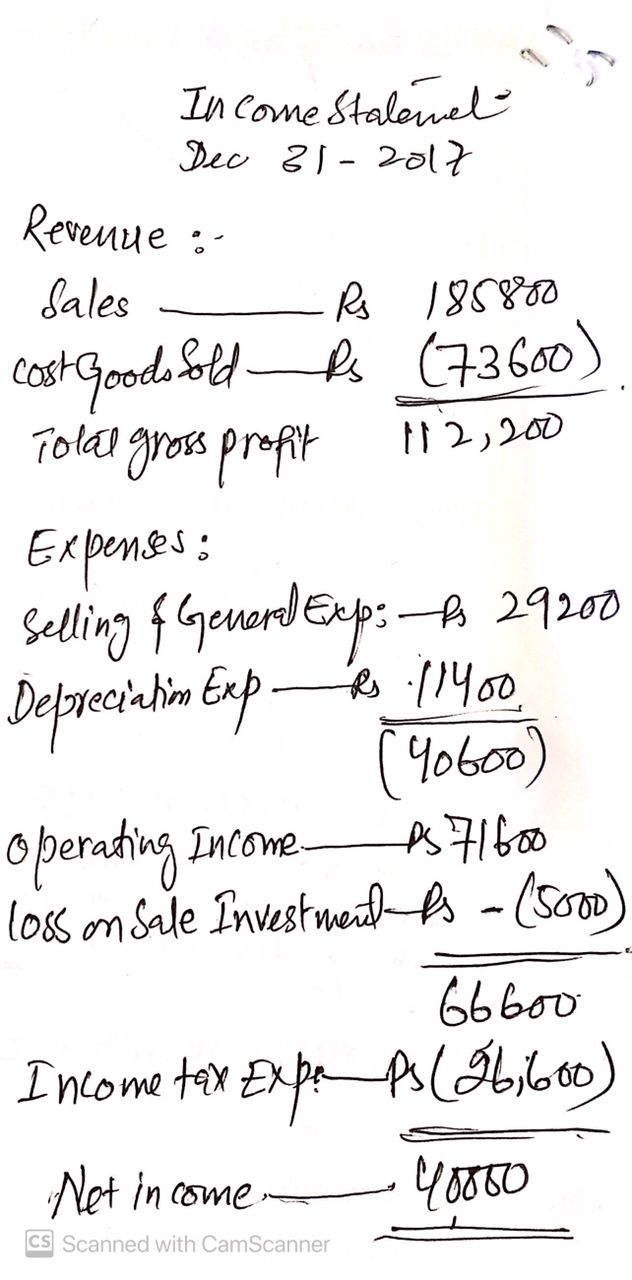 Income Statemet
Dec 31 - 2017
Revenue :-
Sales Rs 185800
Cost Goods Sold Rs (73600)
Total gross profit 112,200
Expenses :
Selling & General Exp: Rs 29200
Depreciation Exp Rs 11400
(40600)
Operating Income Rs 71600
loss on Sale Investment Rs - (5000)
66600
Income tax Exp: Rs (26,600)
Net income 40000
CS Scanned with CamScanner